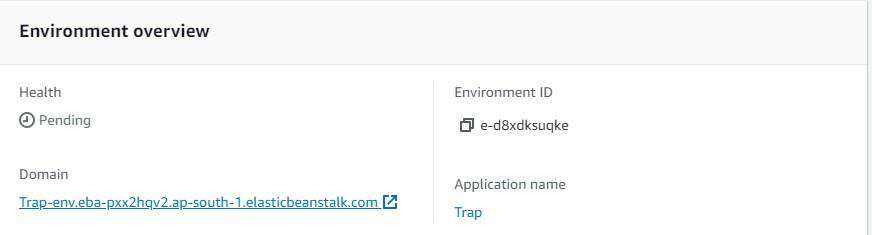 Environment overview
Health
Pending
Domain
Trap-env.eba-pxx2hqv2.ap-south-1.elasticbeanstalk.com
Environment ID
e-d8xdksuqke
Application name
Trap